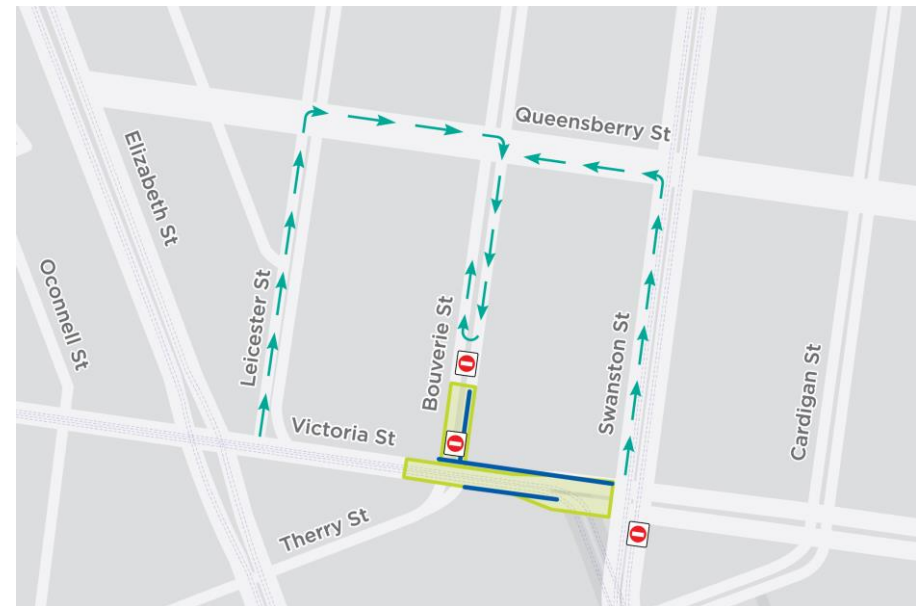 Queensberry St
Elizabeth St
Oconnell St
Leicester St
Bouverie St
Swanston St
Cardigan St
Victoria St
Therry St